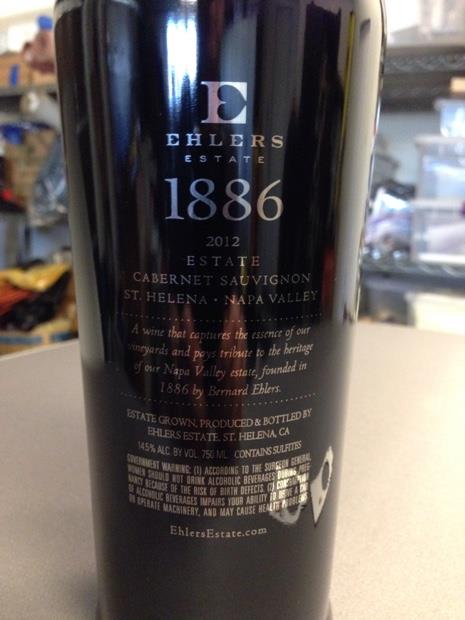 E
EHLERS
ESTATE
1886
2012
ESTATE
CABERNET SAUVIGNON
ST. HELENA • NAPA VALLEY
A wine that captures the essence of our
vineyards and pays tribute to the heritage
of our Napa Valley estate, founded in
1886 by Bernard Ehlers.
ESTATE GROWN, PRODUCED & BOTTLED BY
EHLERS ESTATE, ST. HELENA, CA
14.5% ALC. BY VOL. 750 ML CONTAINS SULFITES
GOVERNMENT WARNING: (1) ACCORDING TO THE SURGEON GENERAL,
WOMEN SHOULD NOT DRINK ALCOHOLIC BEVERAGES DURING PREG-
NANCY BECAUSE OF THE RISK OF BIRTH DEFECTS. (2) CONSUMPTION
OF ALCOHOLIC BEVERAGES IMPAIRS YOUR ABILITY TO DRIVE A CAR
OR OPERATE MACHINERY, AND MAY CAUSE HEALTH
EhlersEstate.com